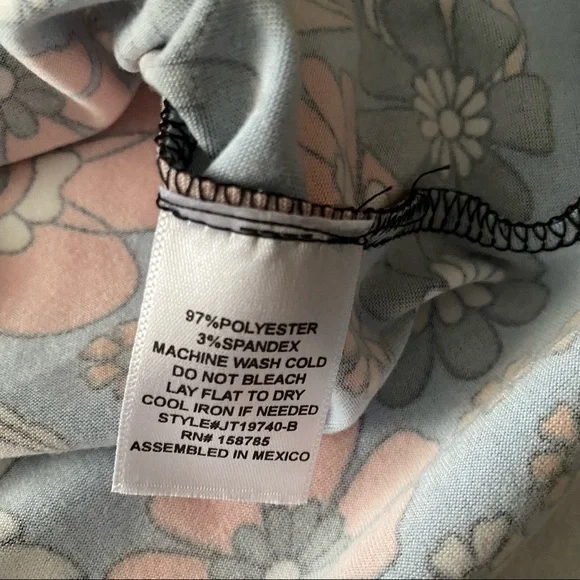 97%POLYESTER
3%SPANDEX
MACHINE WASH COLD
DO NOT BLEACH
LAY FLAT TO DRY
COOL IRON IF NEEDED
STYLE#JT19740-B
RN# 158785
ASSEMBLED IN MEXICO